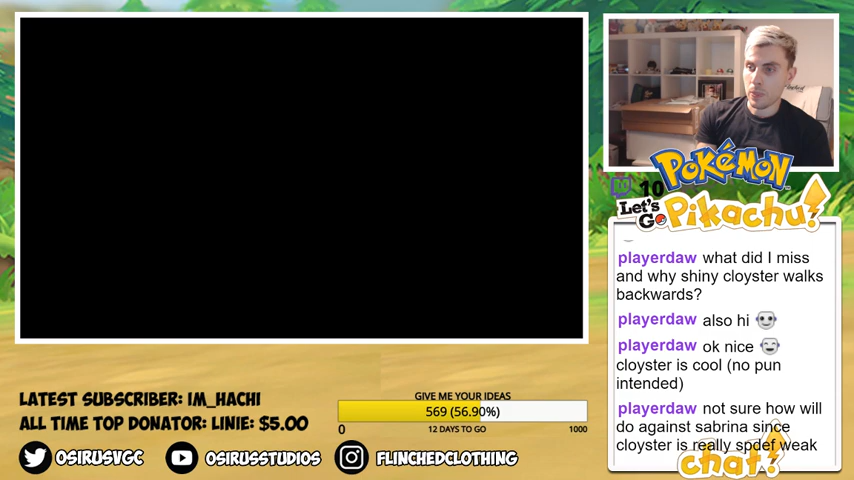 POKÉMON
10
Let's Go Pikachu!
playerdaw what did I miss
and why shiny cloyster walks
backwards?
playerdaw also hi
playerdaw ok nice
cloyster is cool (no pun
intended)
playerdaw not sure how will
do against sabrina since
cloyster is really spdef weak
chat!
LATEST SUBSCRIBER: IM_HACHI
ALL TIME TOP DONATOR: LINIE: $5.00
GIVE ME YOUR IDEAS
569 (56.90%)
0 12 DAYS TO GO 1000
OSIRUSVGC OSIRUSSTUDIOS FLINCHEDCLOTHING